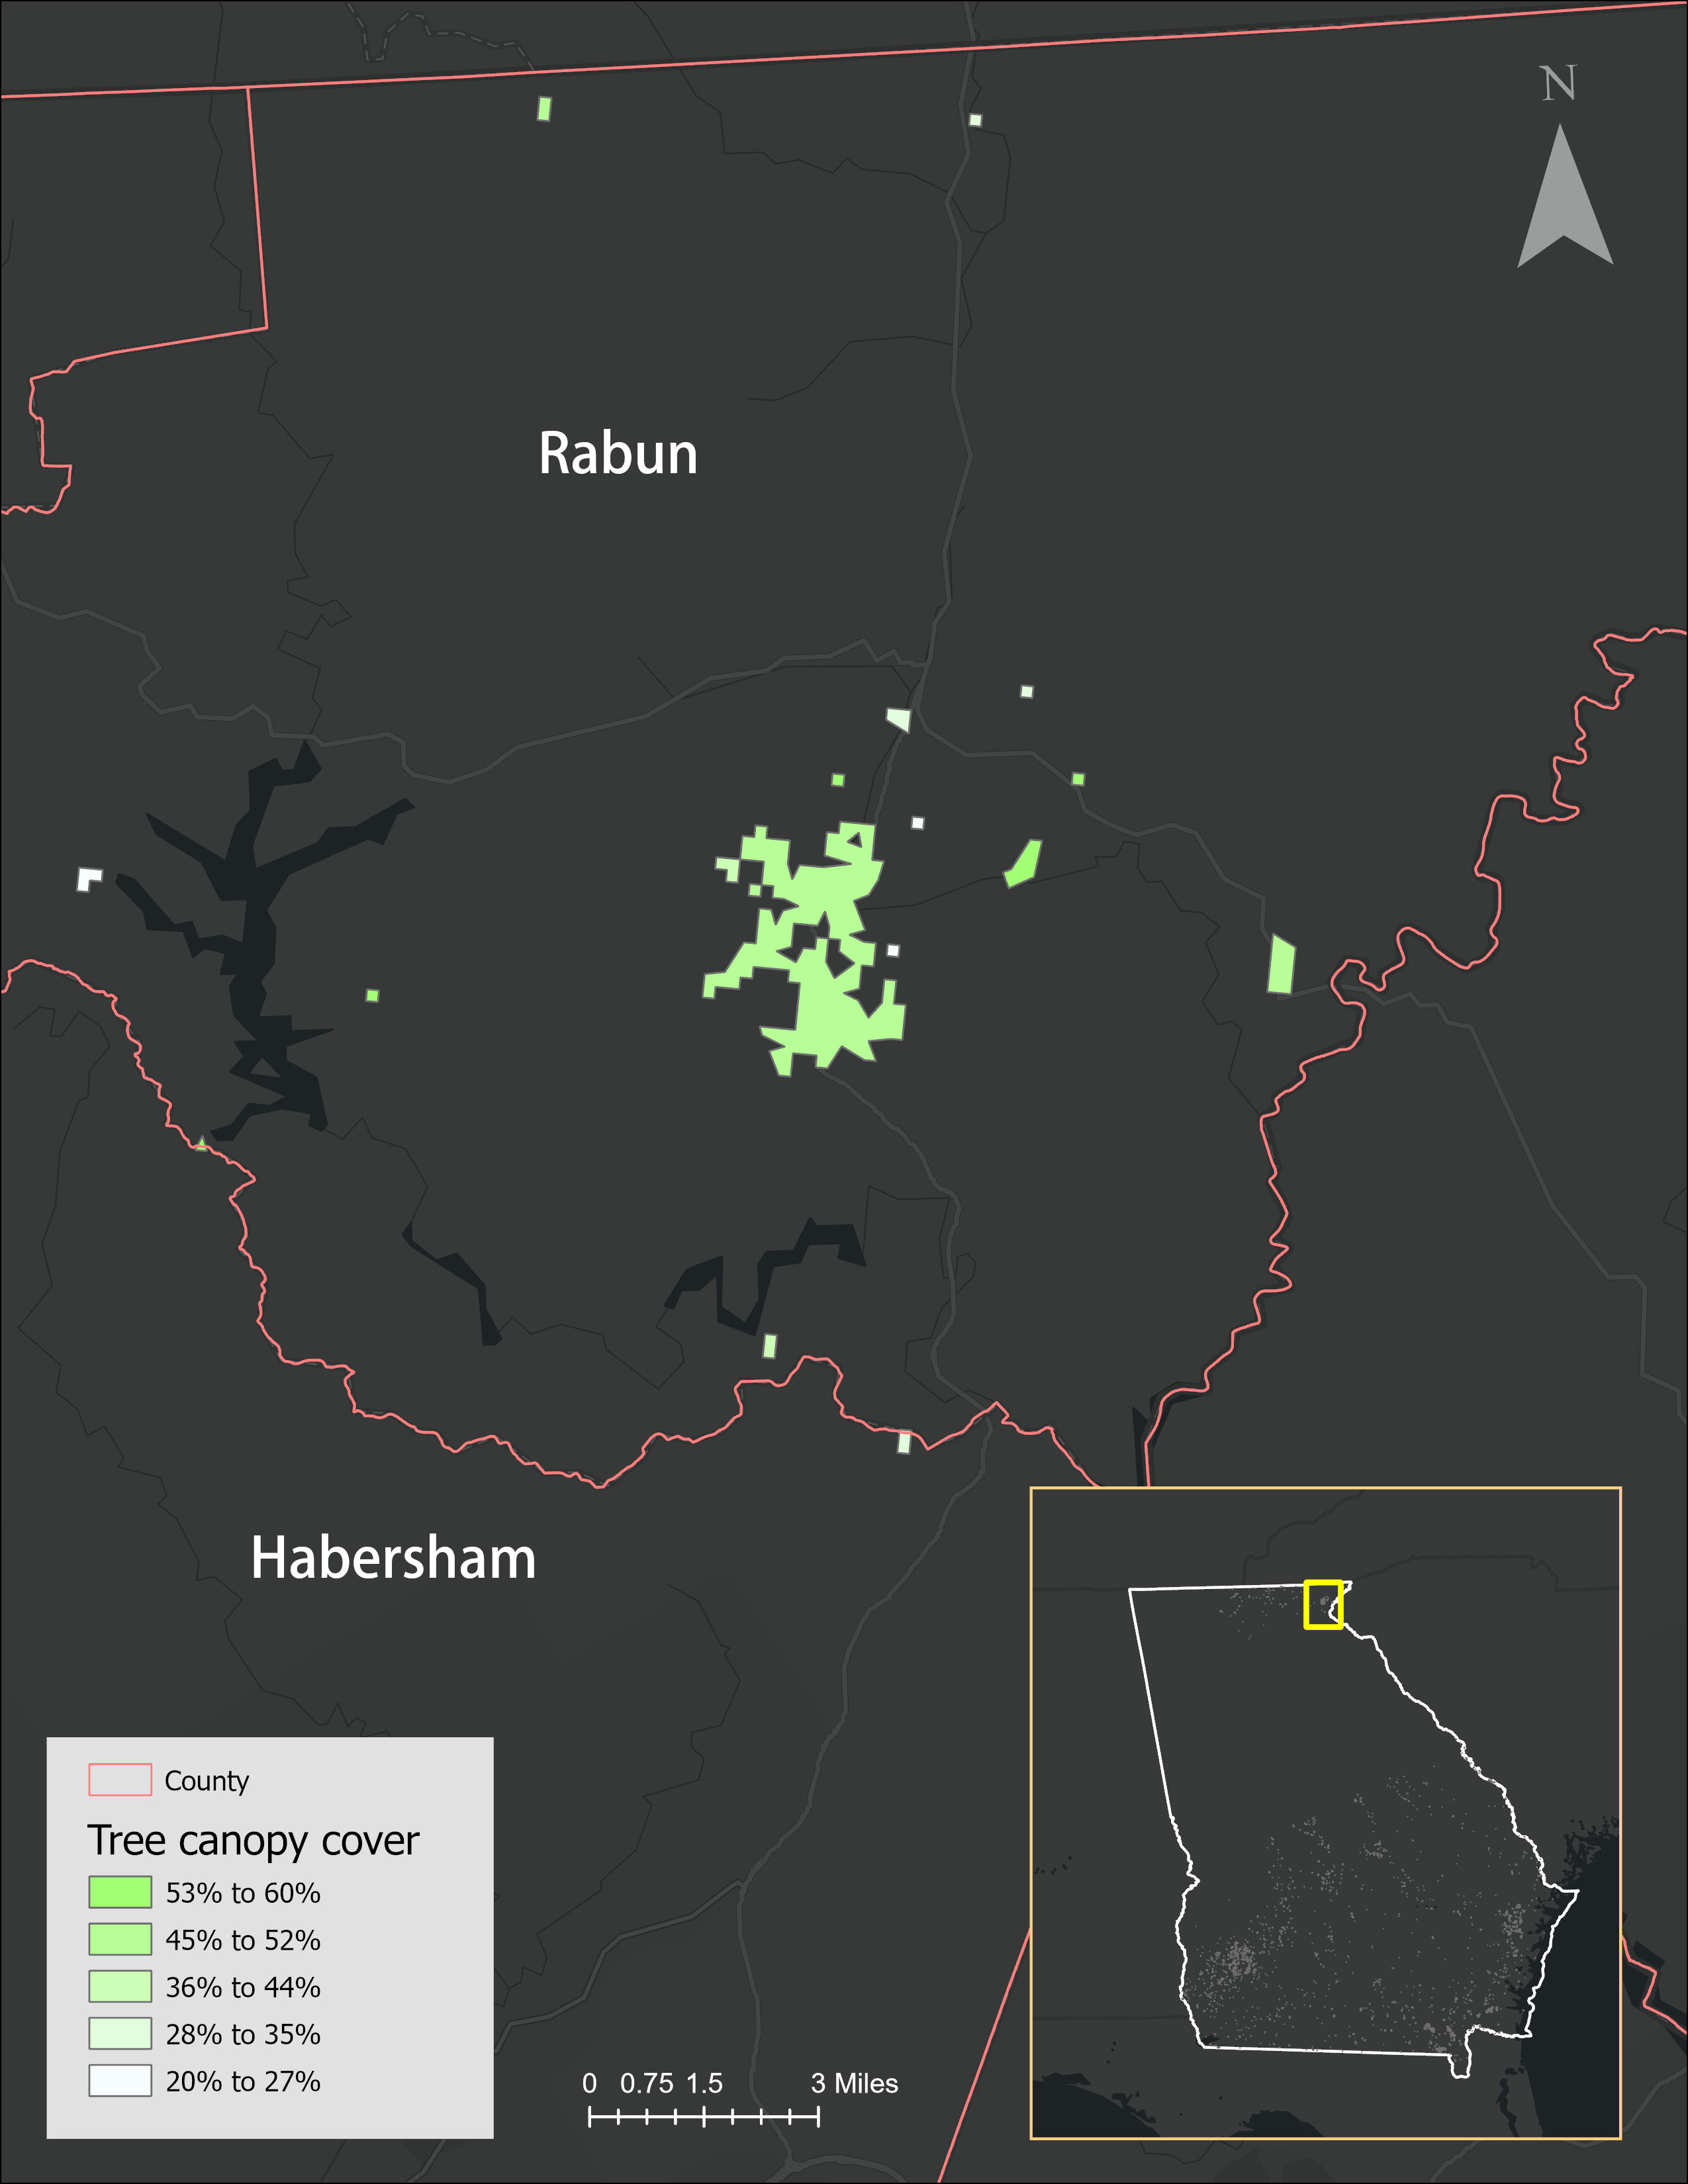 N
Rabun
Habersham
County
Tree canopy cover
53% to 60%
45% to 52%
36% to 44%
28% to 35%
20% to 27%
0 0.75 1.5 3 Miles